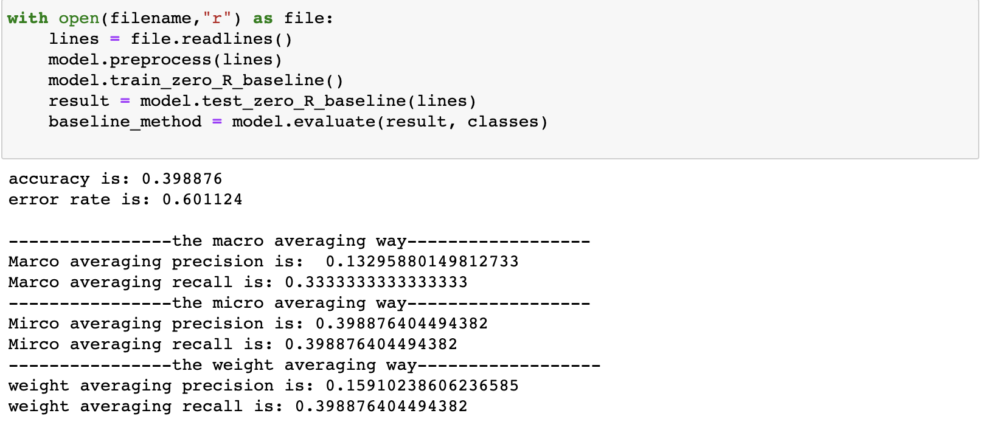 with open(filename,"r") as file:
    lines = file.readlines()
    model.preprocess(lines)
    model.train_zero_R_baseline()
    result = model.test_zero_R_baseline(lines)
    baseline_method = model.evaluate(result, classes)
accuracy is: 0.398876
error rate is: 0.601124
----------------the macro averaging way------------------
Marco averaging precision is:  0.13295880149812733
Marco averaging recall is: 0.3333333333333333
----------------the micro averaging way------------------
Mirco averaging precision is: 0.398876404494382
Mirco averaging recall is: 0.398876404494382
----------------the weight averaging way------------------
weight averaging precision is: 0.15910238606236585
weight averaging recall is: 0.398876404494382